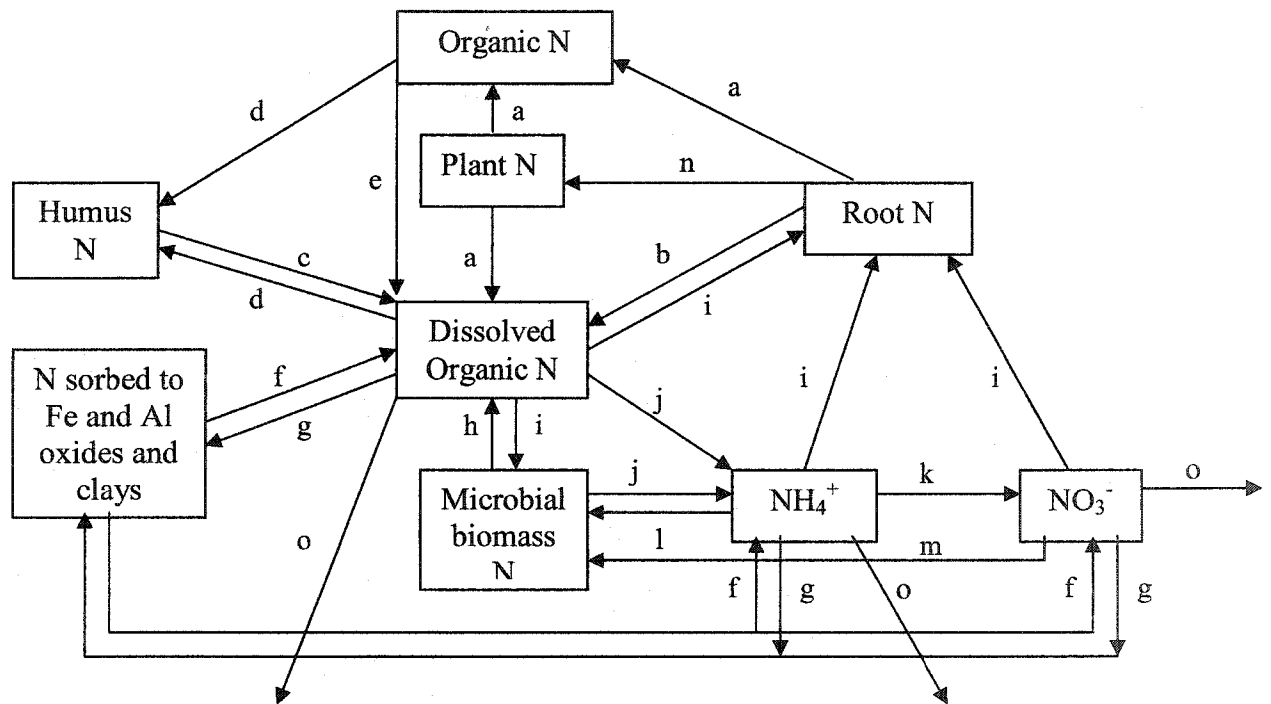 Organic N
a
d
a
Plant N
n
e
Root N
Humus
N
c
a
b
d
i
Dissolved
Organic N
N sorbed to
Fe and Al
oxides and
clays
f
g
h
i
j
i
i
Microbial
biomass
N
j
l
NH₄⁺
k
NO₃⁻
o
o
m
f
g
o
f
g